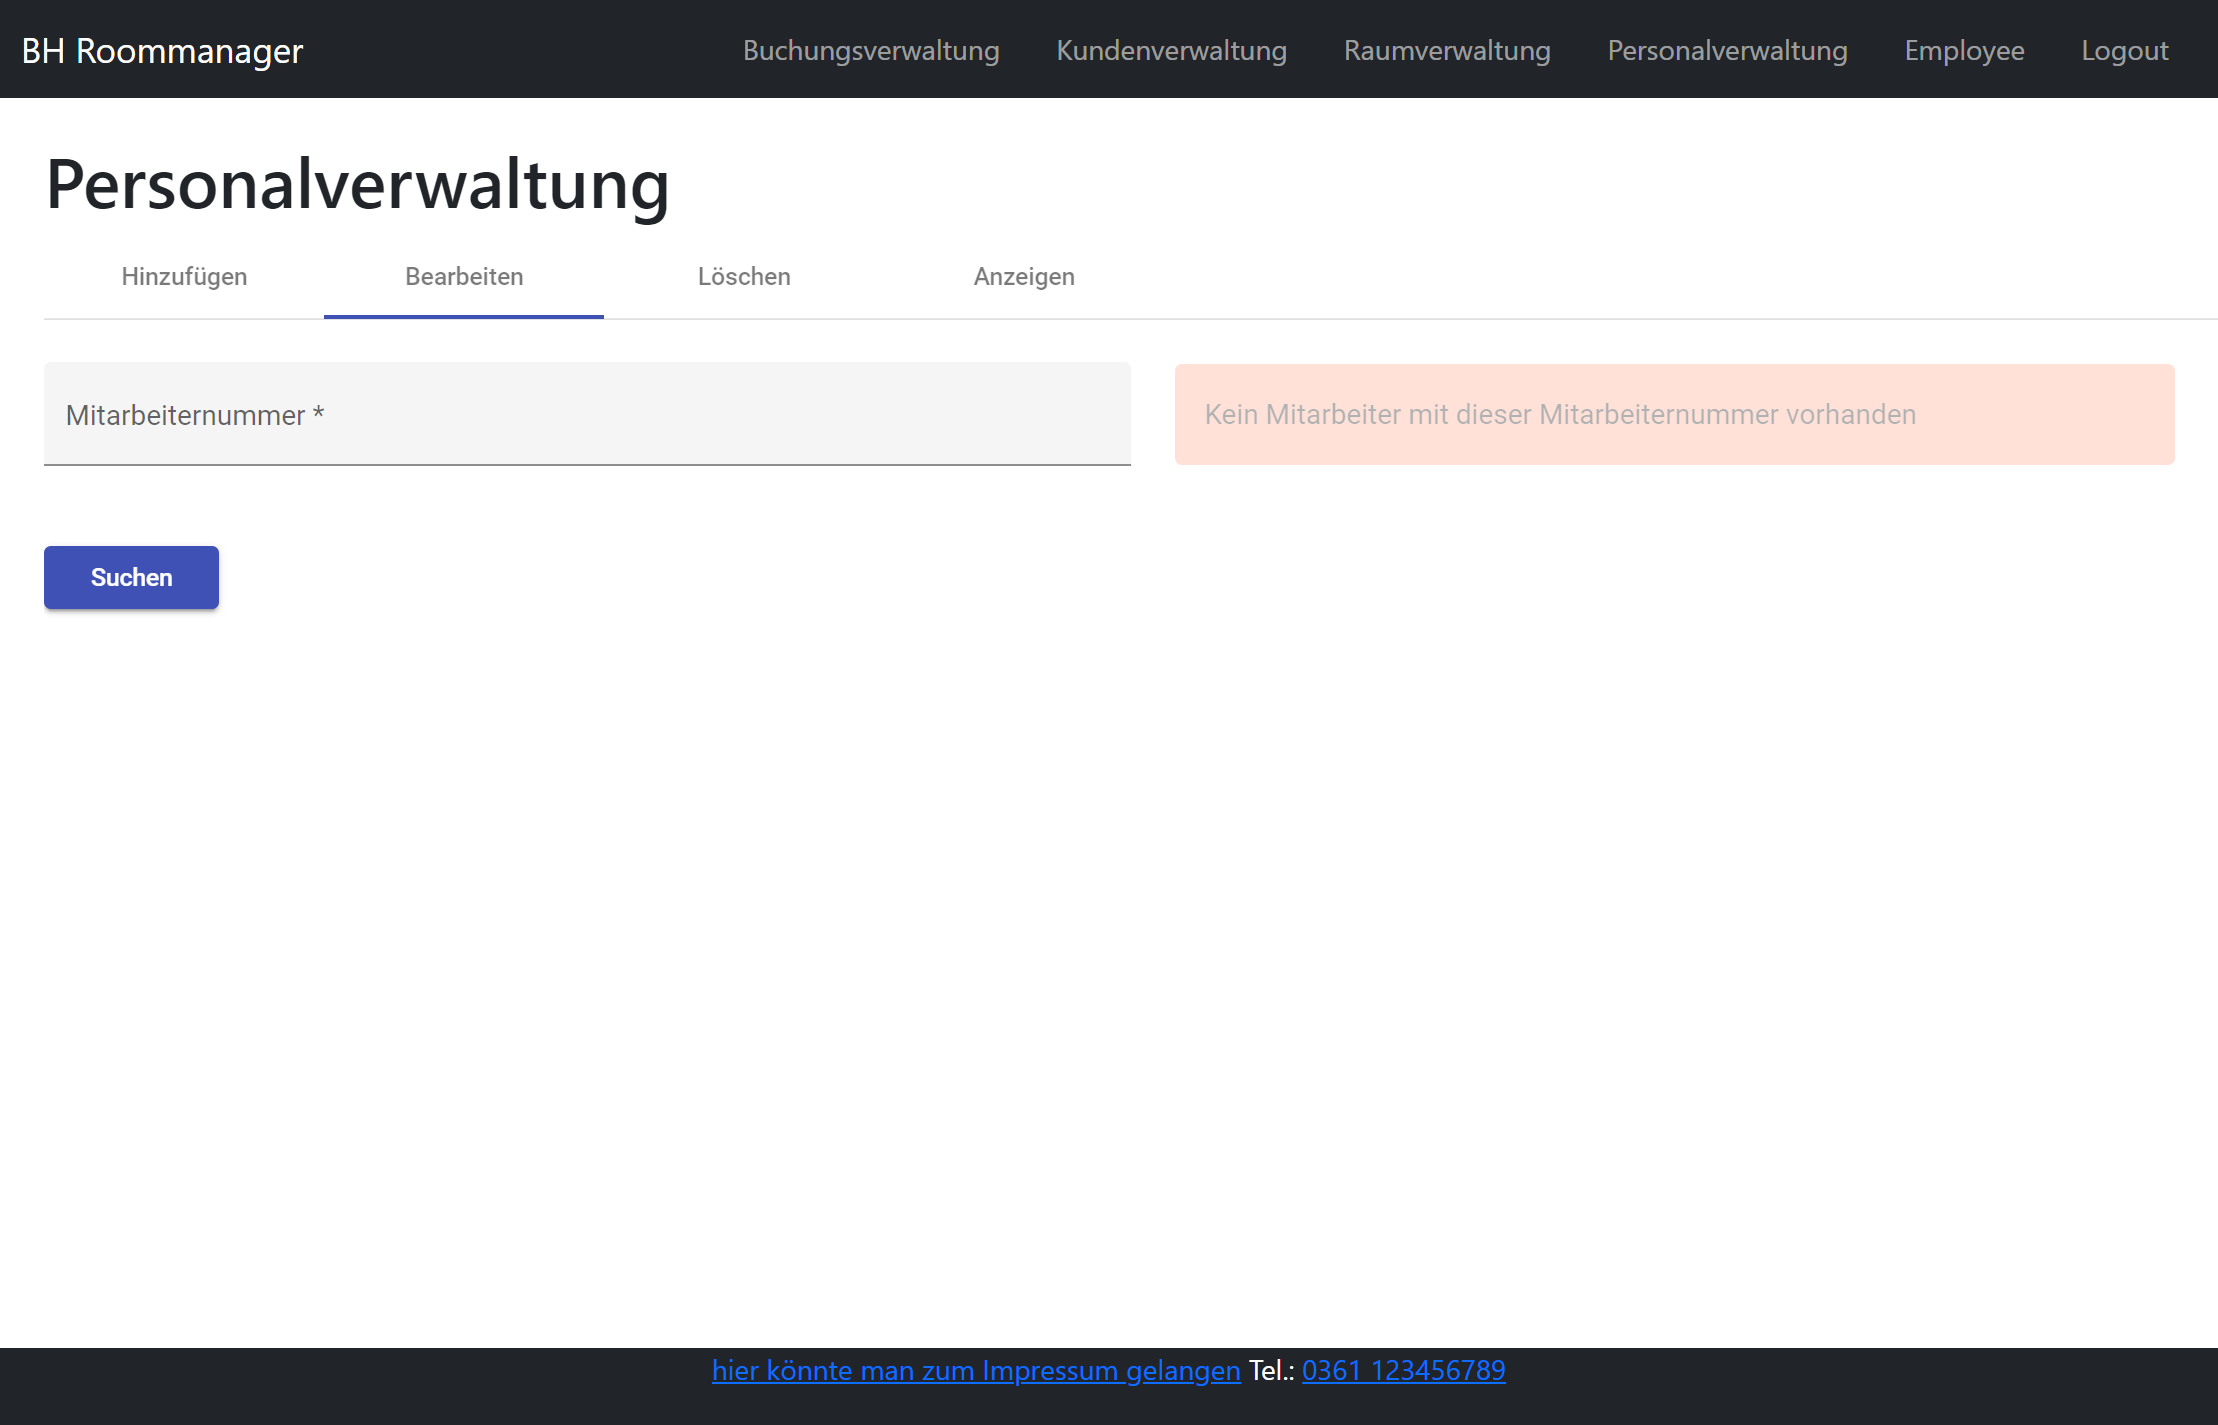 BH Roommanager Buchungsverwaltung Kundenverwaltung Raumverwaltung Personalverwaltung Employee Logout
Personalverwaltung
Hinzufügen Bearbeiten Löschen Anzeigen
Mitarbeiternummer * Kein Mitarbeiter mit dieser Mitarbeiternummer vorhanden
Suchen
hier könnte man zum Impressum gelangen Tel.: 0361 123456789